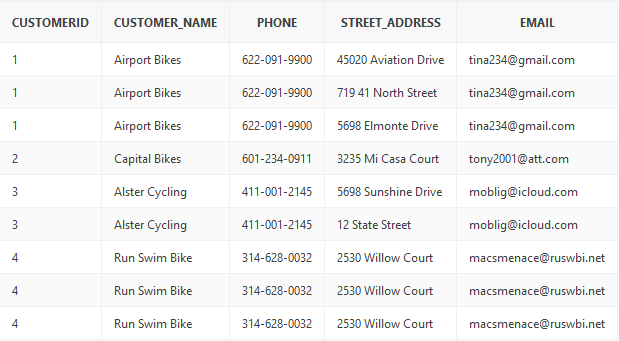 CUSTOMERID CUSTOMER_NAME PHONE STREET_ADDRESS EMAIL
1 Airport Bikes 622-091-9900 45020 Aviation Drive tina234@gmail.com
1 Airport Bikes 622-091-9900 719 41 North Street tina234@gmail.com
1 Airport Bikes 622-091-9900 5698 Elmonte Drive tina234@gmail.com
2 Capital Bikes 601-234-0911 3235 Mi Casa Court tony2001@att.com
3 Alster Cycling 411-001-2145 5698 Sunshine Drive moblig@icloud.com
3 Alster Cycling 411-001-2145 12 State Street moblig@icloud.com
4 Run Swim Bike 314-628-0032 2530 Willow Court macsmenace@ruswbi.net
4 Run Swim Bike 314-628-0032 2530 Willow Court macsmenace@ruswbi.net
4 Run Swim Bike 314-628-0032 2530 Willow Court macsmenace@ruswbi.net